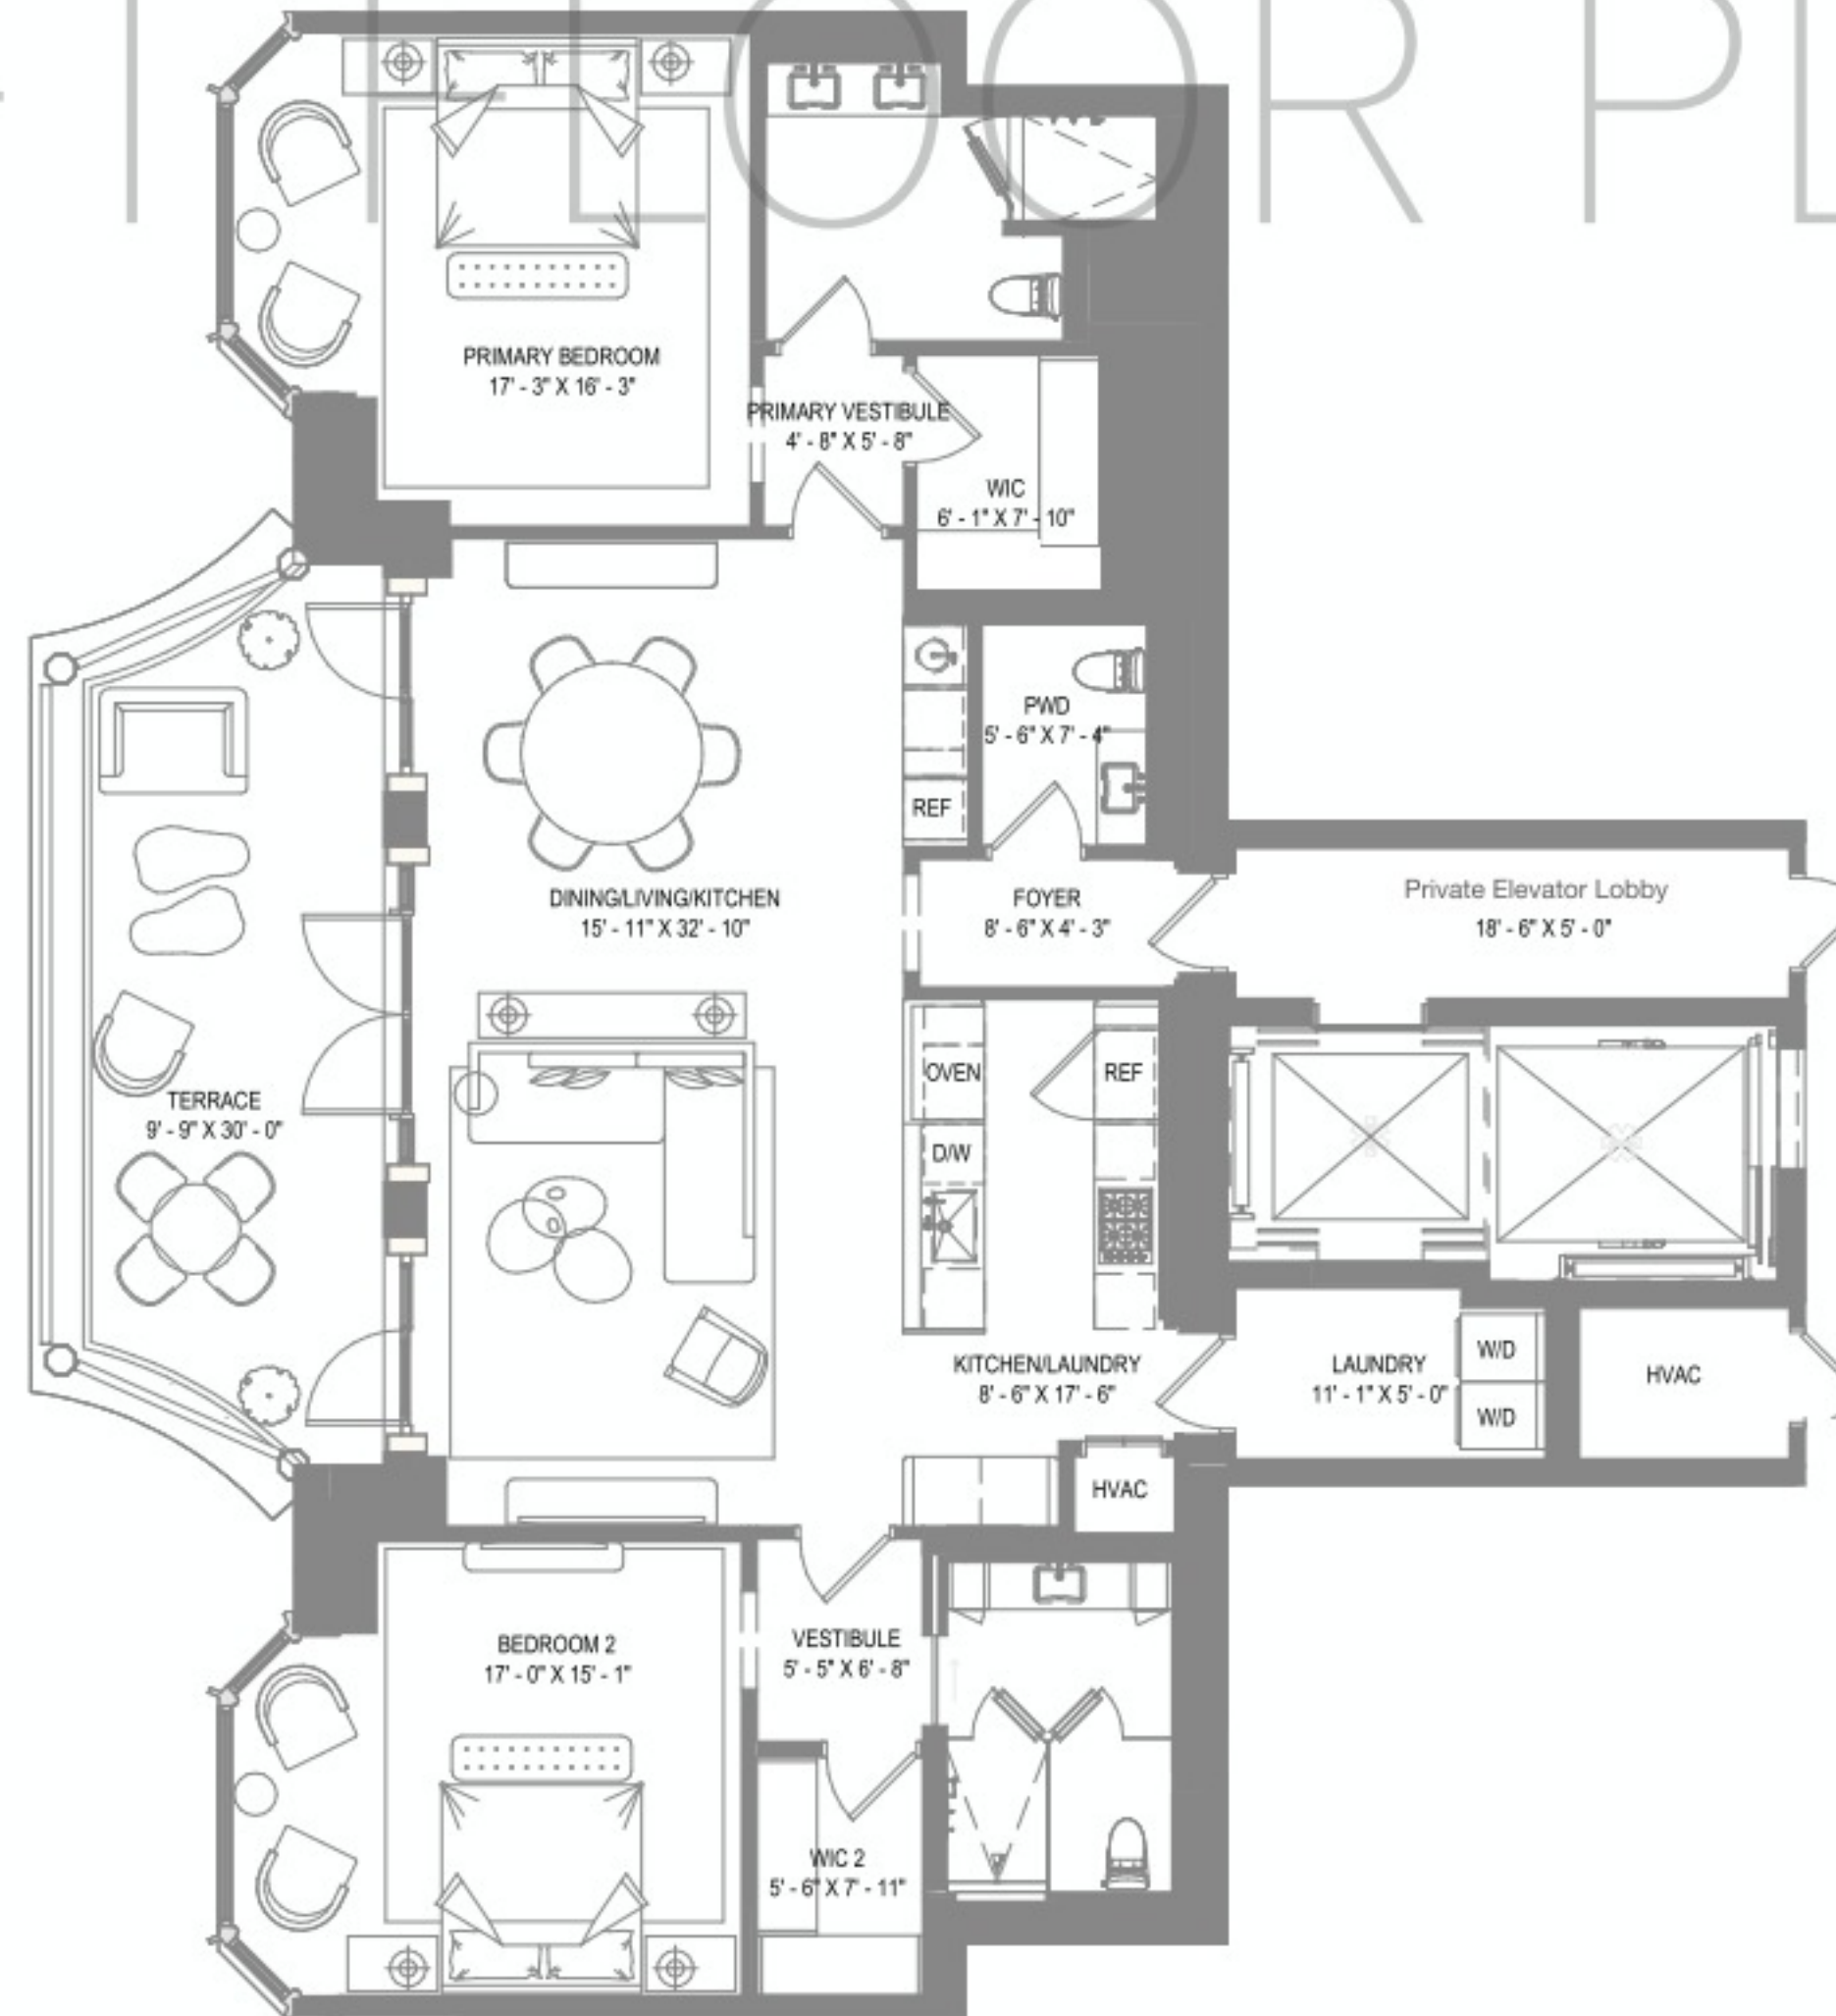 FLOOR PL
PRIMARY BEDROOM
17' - 3" X 16' - 3"
PRIMARY VESTIBULE
4' - 8" X 5' - 8"
WIC
6' - 1" X 7' - 10"
PWD
5' - 6" X 7' - 4"
REF
DINING/LIVING/KITCHEN
15' - 11" X 32' - 10"
FOYER
8' - 6" X 4' - 3"
Private Elevator Lobby
18' - 6" X 5' - 0"
OVEN
REF
TERRACE
9' - 9" X 30' - 0"
D/W
KITCHEN/LAUNDRY
8' - 6" X 17' - 6"
LAUNDRY
11' - 1" X 5' - 0"
W/D
W/D
HVAC
HVAC
BEDROOM 2
17' - 0" X 15' - 1"
VESTIBULE
5' - 5" X 6' - 8"
WIC 2
5' - 6" X 7' - 11"